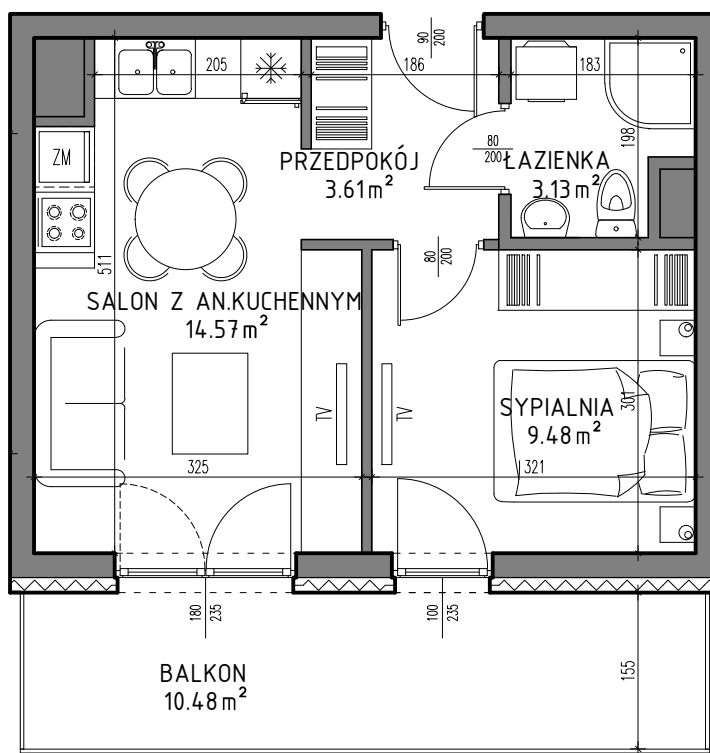 90
200
205
186
183
ZM
80
200
198
PRZEDPOKÓJ
3.61m²
ŁAZIENKA
3.13m²
80
200
511
SALON Z AN.KUCHENNYM
14.57m²
TV
TV
SYPIALNIA
9.48m²
301
325
321
180
235
100
235
BALKON
10.48m²
155